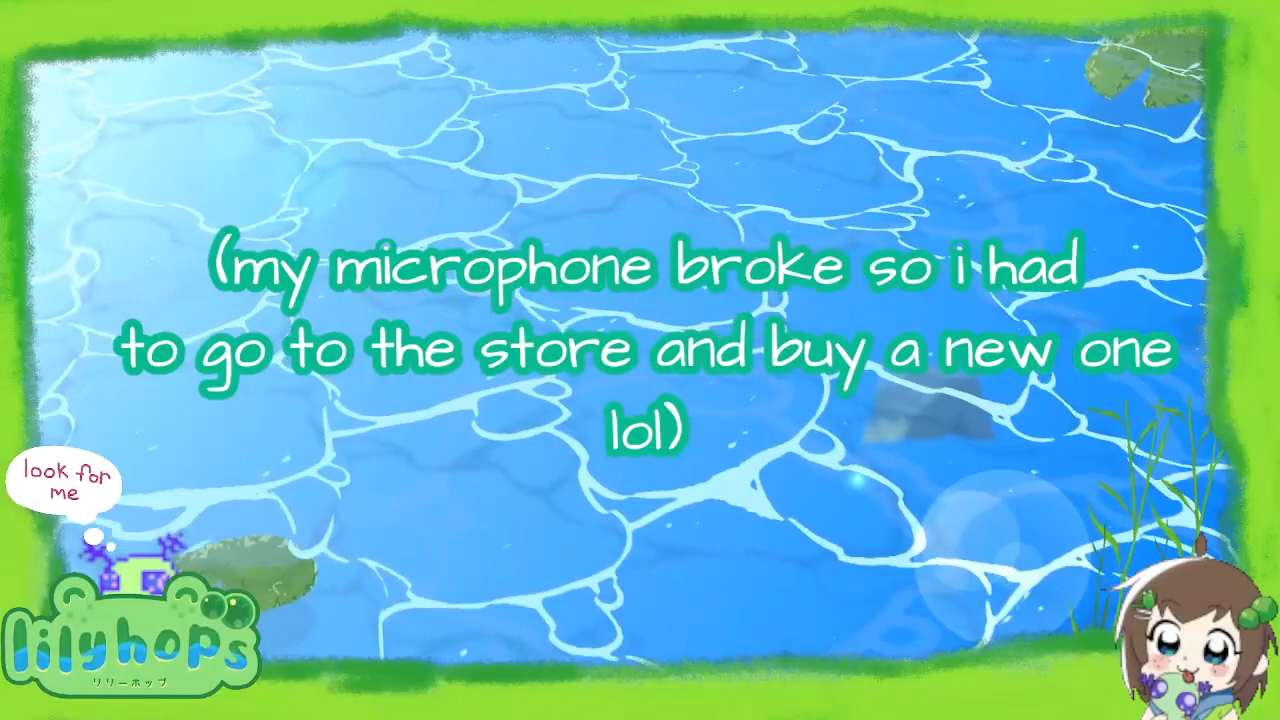 (my microphone broke so i had
to go to the store and buy a new one
lol)
look for
me
lilyhops
リリーホップ